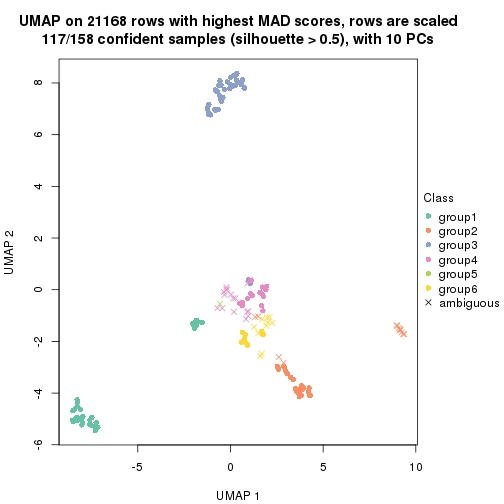 UMAP on 21168 rows with highest MAD scores, rows are scaled
117/158 confident samples (silhouette > 0.5), with 10 PCs
8
6
4
2
0
-2
-4
-6
UMAP 2
-5
0
5
10
UMAP 1
Class
group1
group2
group3
group4
group5
group6
ambiguous